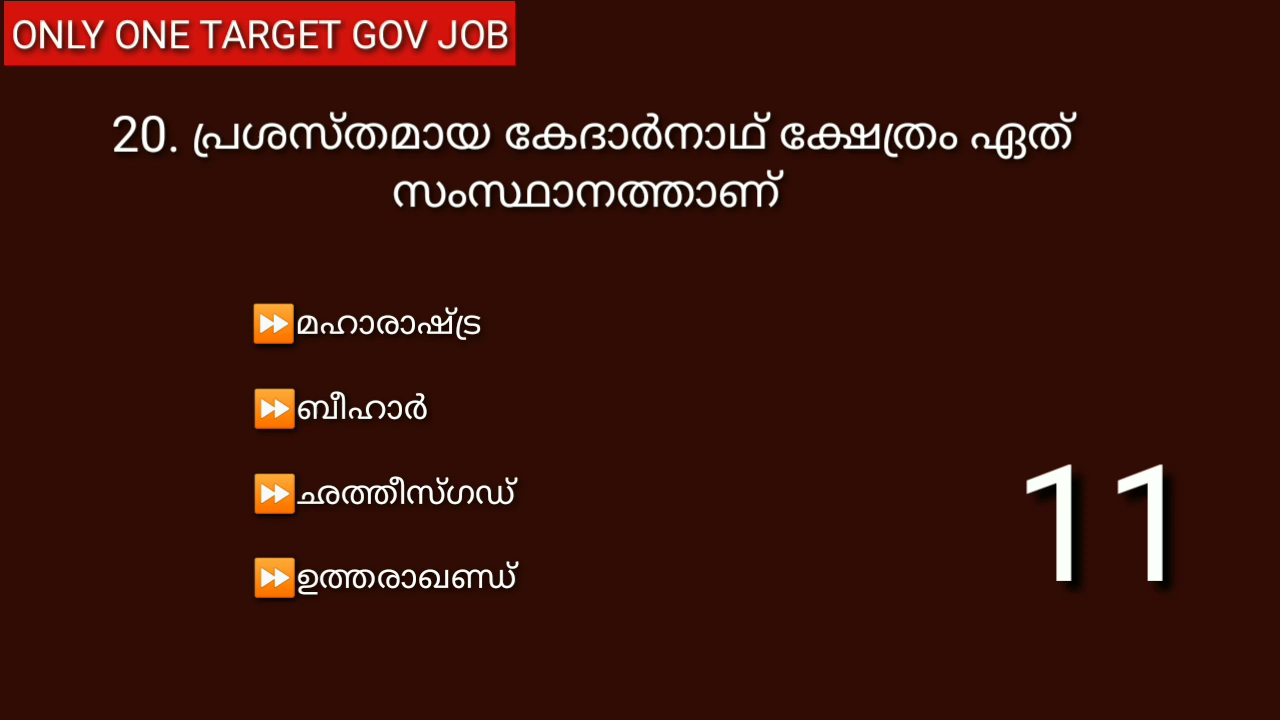 ONLY ONE TARGET GOV JOB
20. പ്രശസ്തമായ കേദാർനാഥ് ക്ഷേത്രം ഏത്
സംസ്ഥാനത്താണ്
⏩മഹാരാഷ്ട്ര
⏩ബീഹാർ
⏩ഛത്തീസ്ഗഡ്
⏩ഉത്തരാഖണ്ഡ്
11